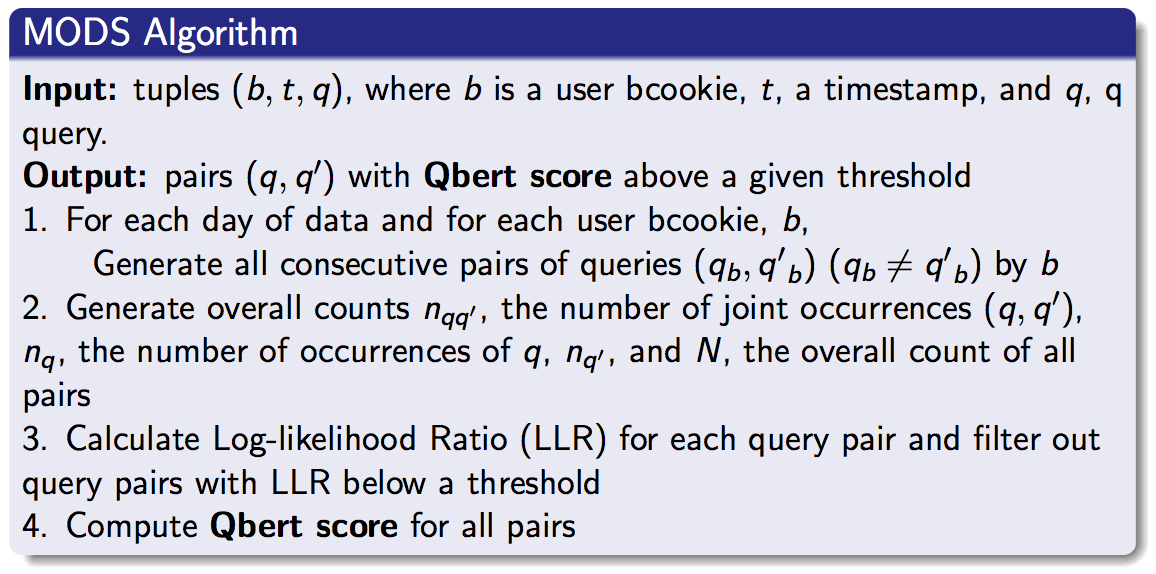 MODS Algorithm
Input: tuples (b, t, q), where b is a user bcookie, t, a timestamp, and q, q
query.
Output: pairs (q, q′) with Qbert score above a given threshold
1. For each day of data and for each user bcookie, b,
Generate all consecutive pairs of queries (q_b, q′_b) (q_b ≠ q′_b) by b
2. Generate overall counts n_{qq′}, the number of joint occurrences (q, q′),
n_q, the number of occurrences of q, n_{q′}, and N, the overall count of all
pairs
3. Calculate Log-likelihood Ratio (LLR) for each query pair and filter out
query pairs with LLR below a threshold
4. Compute Qbert score for all pairs